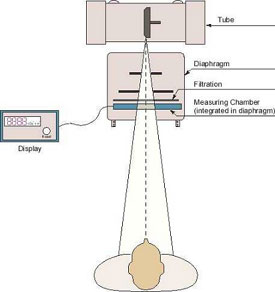 Tube
Diaphragm
Filtration
Measuring Chamber
(integrated in diaphragm)
Display